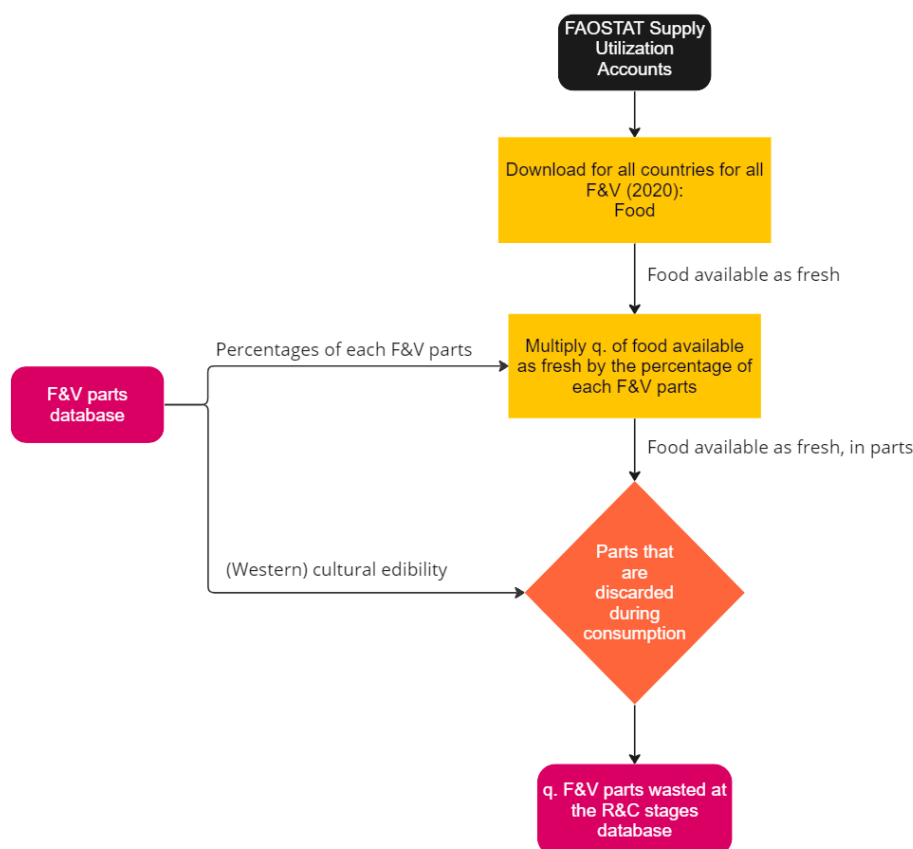 FAOSTAT Supply
Utilization
Accounts
Download for all countries for all
F&V (2020):
Food
Food available as fresh
Percentages of each F&V parts
Multiply q. of food available
as fresh by the percentage of
each F&V parts
F&V parts
database
Food available as fresh, in parts
(Western) cultural edibility
Parts that
are
discarded
during
consumption
q. F&V parts wasted at
the R&C stages
database